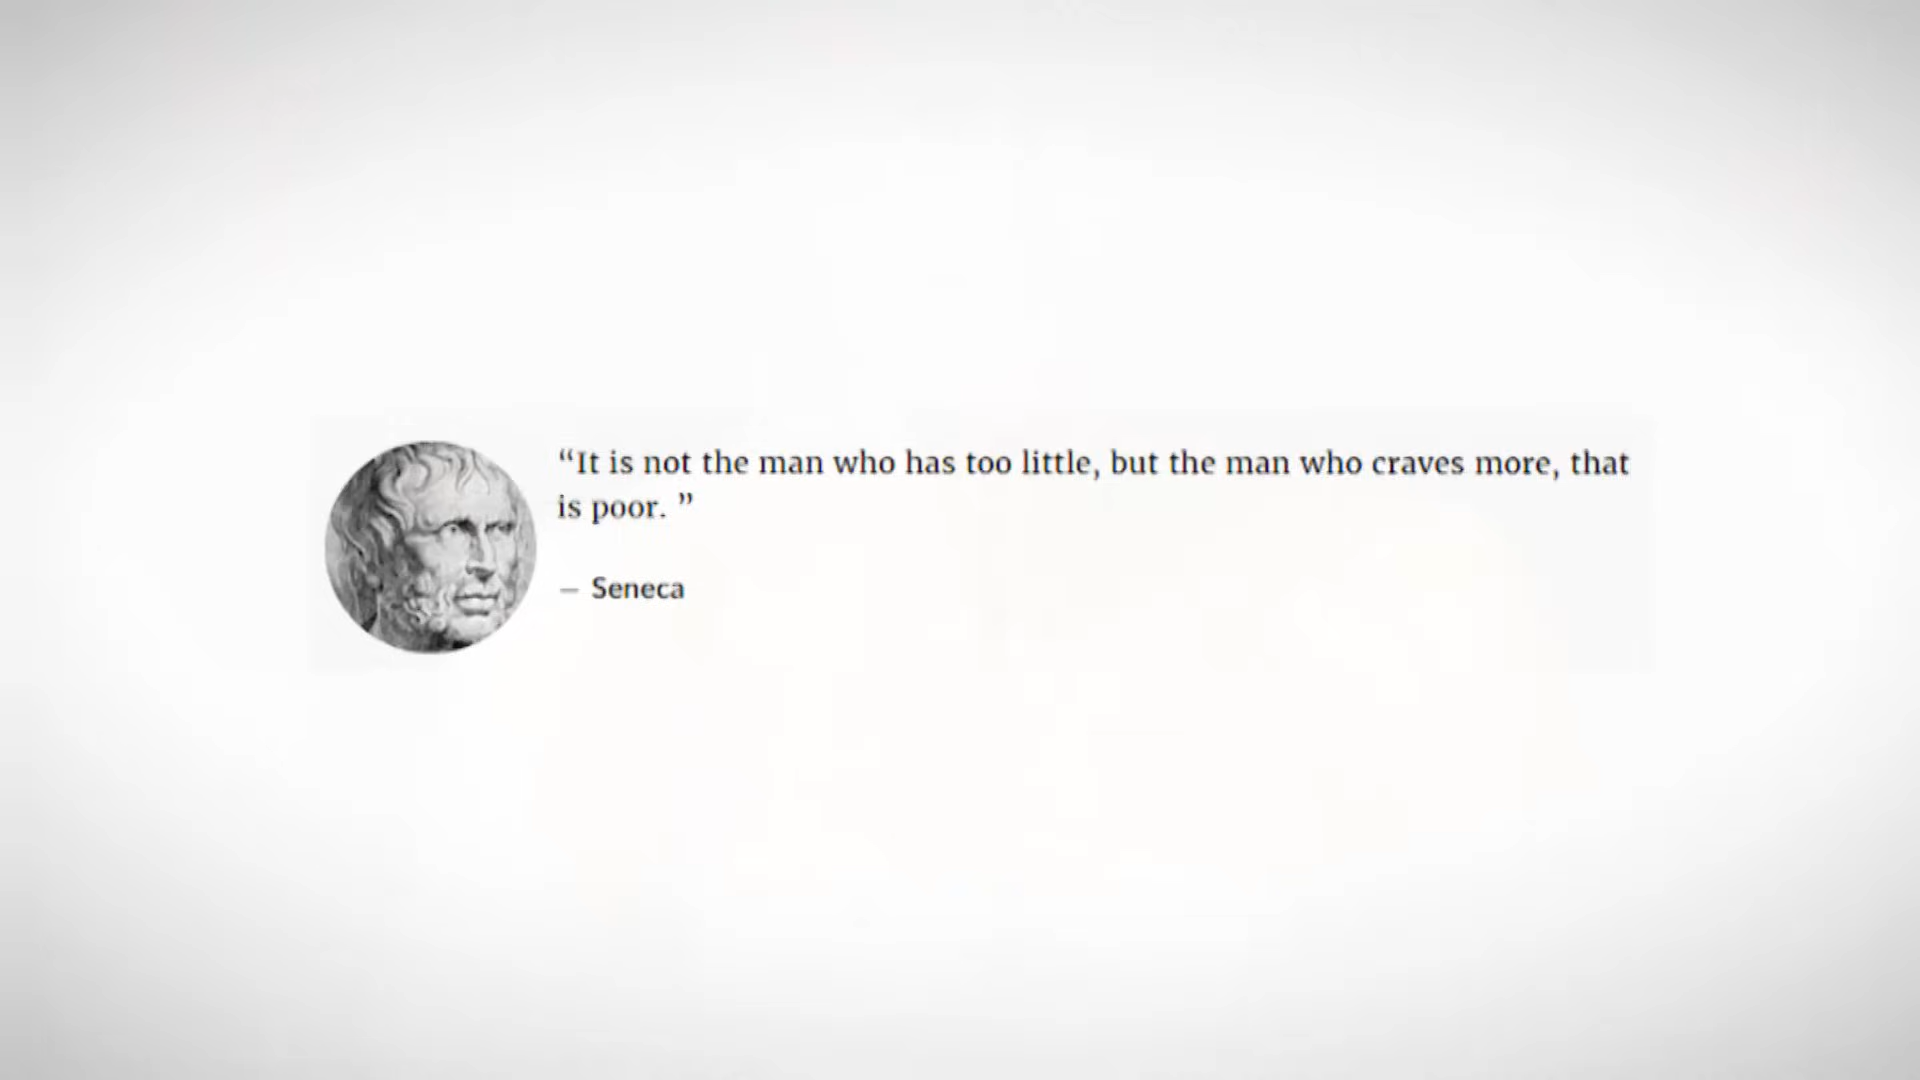 “It is not the man who has too little, but the man who craves more, that
is poor. ”
– Seneca